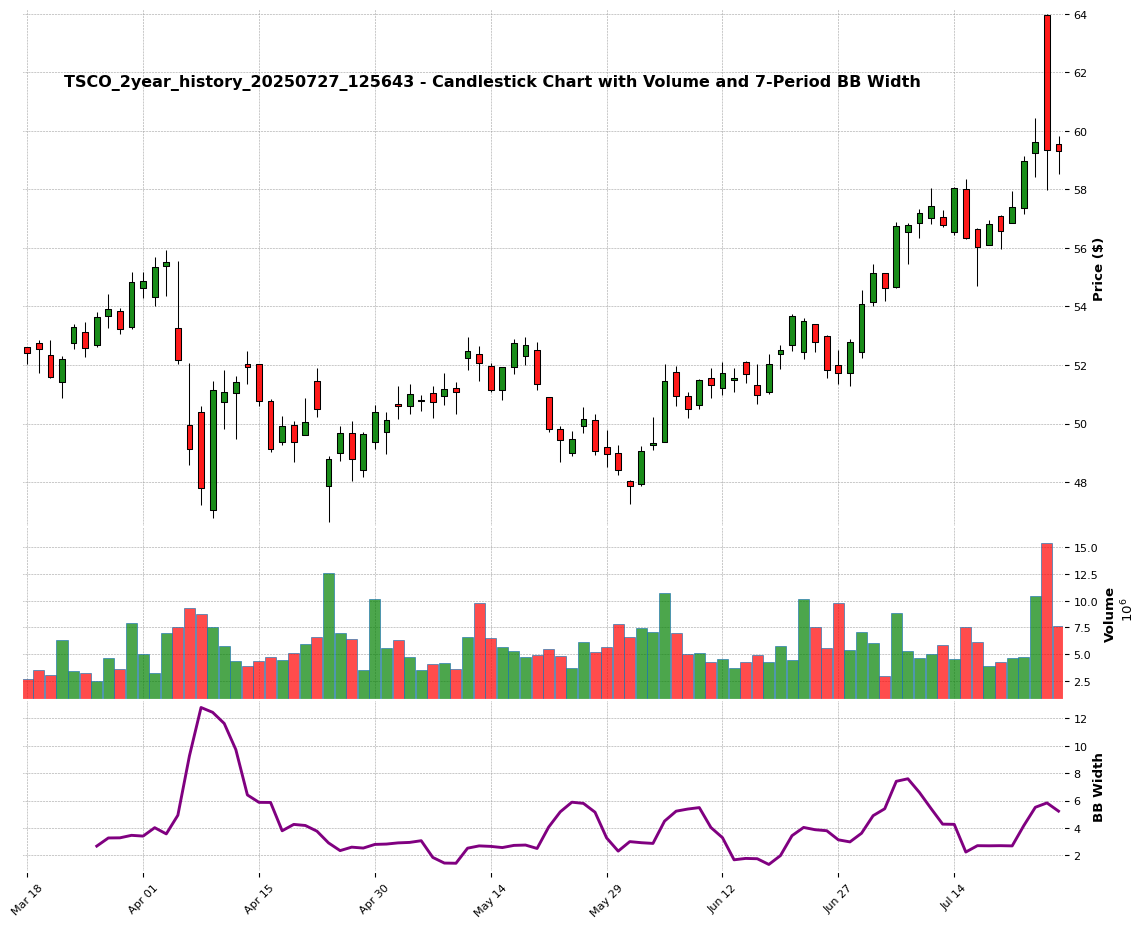 TSCO_2year_history_20250727_125643 - Candlestick Chart with Volume and 7-Period BB Width
64
62
60
58
56
54
52
50
48
Price ($)
15.0
12.5
10.0
7.5
5.0
2.5
Volume
10^6
12
10
8
6
4
2
BB Width
Mar 18
Apr 01
Apr 15
Apr 30
May 14
May 29
Jun 12
Jun 27
Jul 14